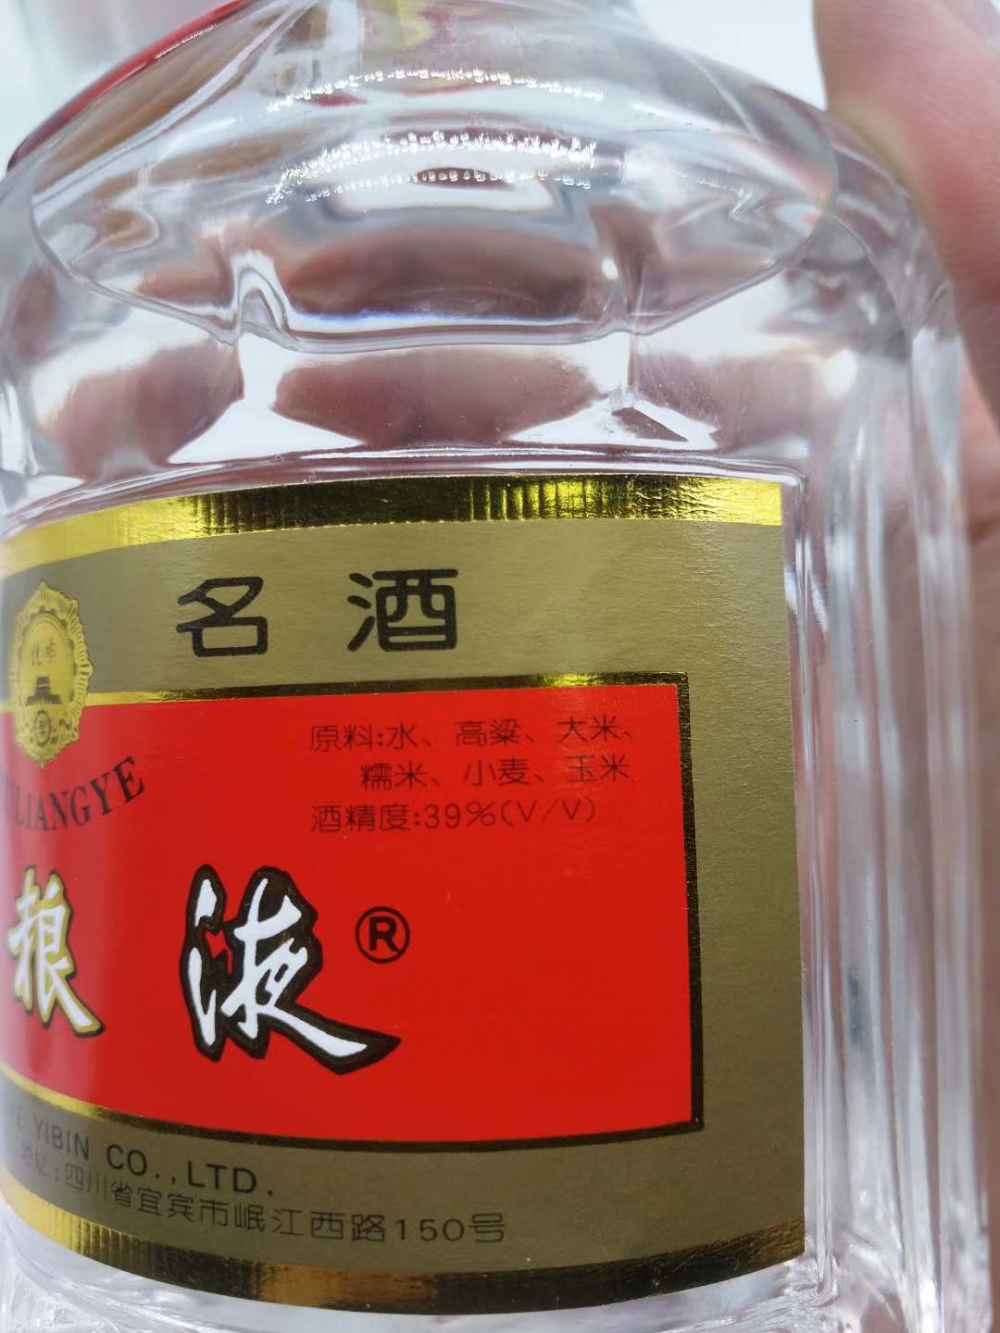 名 酒
原料:水、高粱、大米、
糯米、小麦、玉米
酒精度:39%(V/V)
LIANGYE
粮 液 ®
YIBIN CO.,LTD.
:四川省宜宾市岷江西路150号